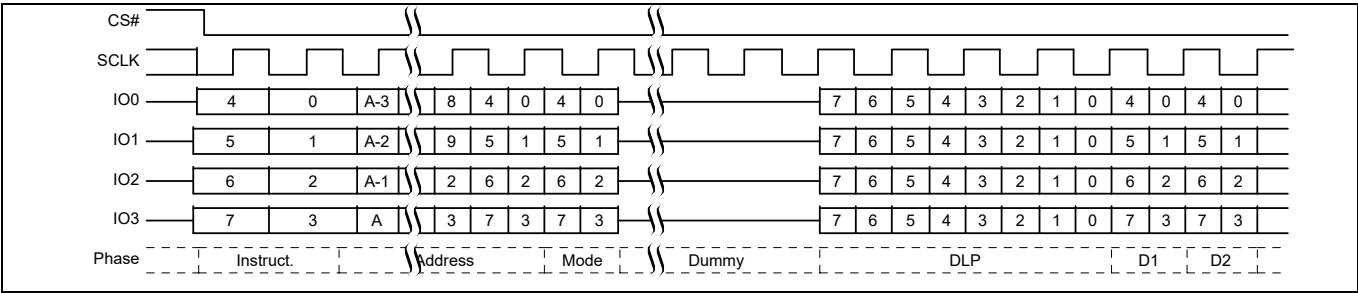 CS#
SCLK
IO0 4 0 A-3 8 4 0 4 0 7 6 5 4 3 2 1 0 4 0 4 0
IO1 5 1 A-2 9 5 1 5 1 7 6 5 4 3 2 1 0 5 1 5 1
IO2 6 2 A-1 2 6 2 6 2 7 6 5 4 3 2 1 0 6 2 6 2
IO3 7 3 A 3 7 3 7 3 7 6 5 4 3 2 1 0 7 3 7 3
Phase Instruct. Address Mode Dummy DLP D1 D2